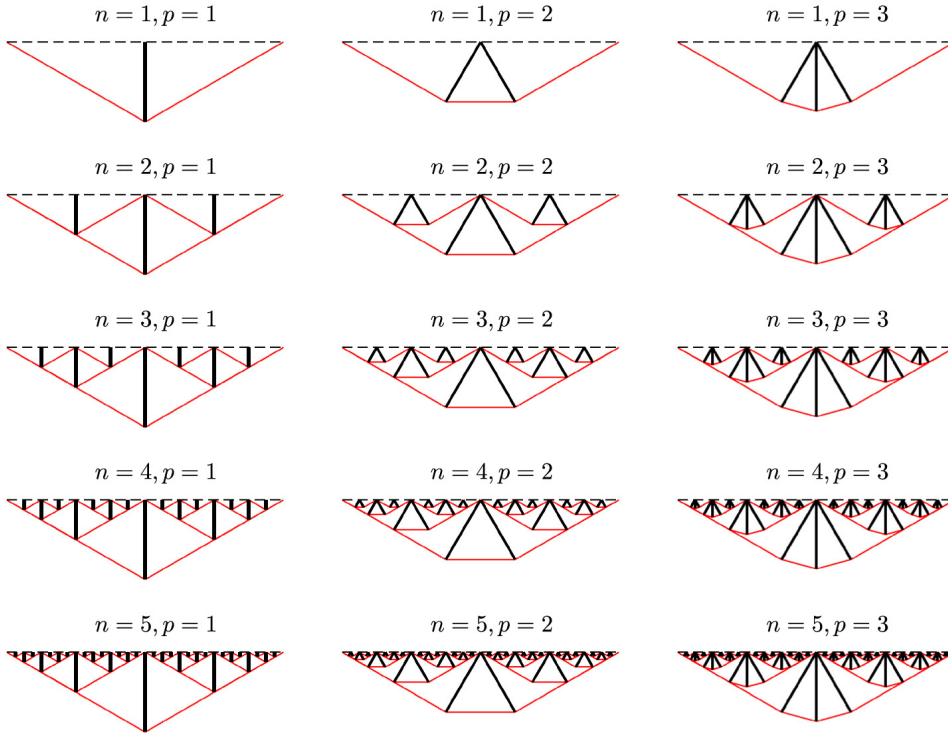 n = 1, p = 1
n = 1, p = 2
n = 1, p = 3
n = 2, p = 1
n = 2, p = 2
n = 2, p = 3
n = 3, p = 1
n = 3, p = 2
n = 3, p = 3
n = 4, p = 1
n = 4, p = 2
n = 4, p = 3
n = 5, p = 1
n = 5, p = 2
n = 5, p = 3